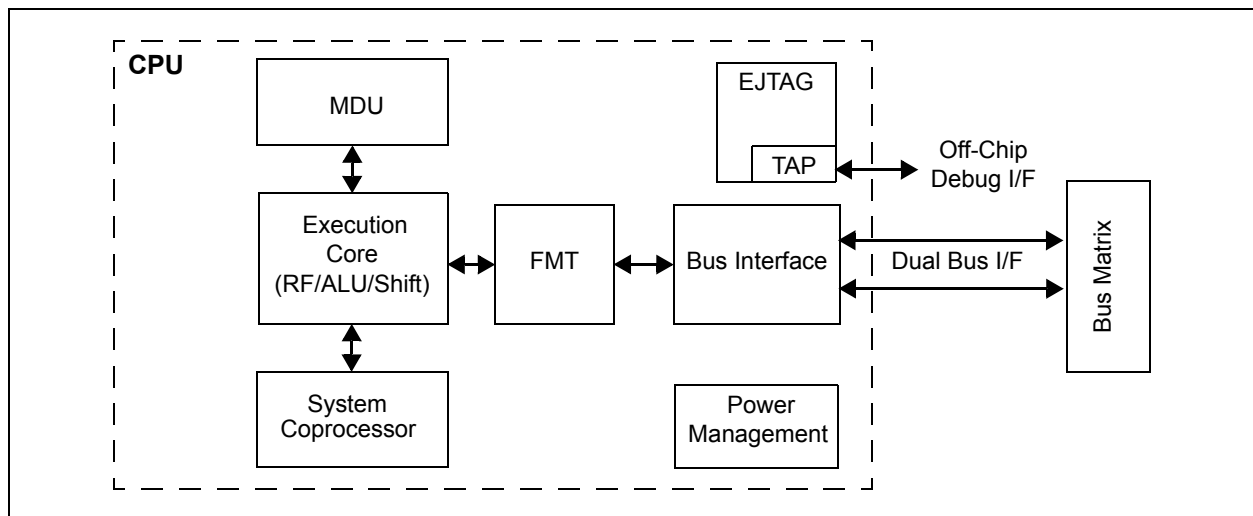 CPU
MDU
EJTAG
TAP
Off-Chip
Debug I/F
Execution
Core
(RF/ALU/Shift)
FMT
Bus Interface
Dual Bus I/F
Bus Matrix
System
Coprocessor
Power
Management